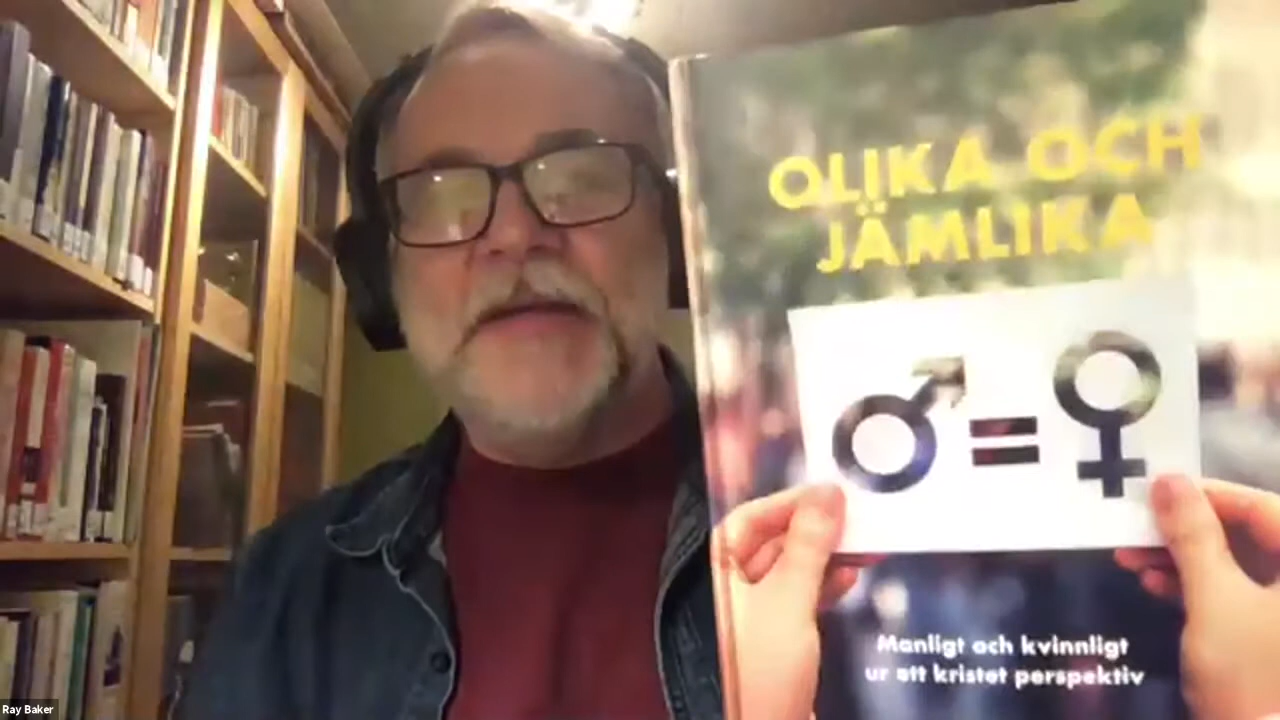 OLIKA OCH
JÄMLIKA
Manligt och kvinnligt
ur ett kristet perspektiv
Ray Baker